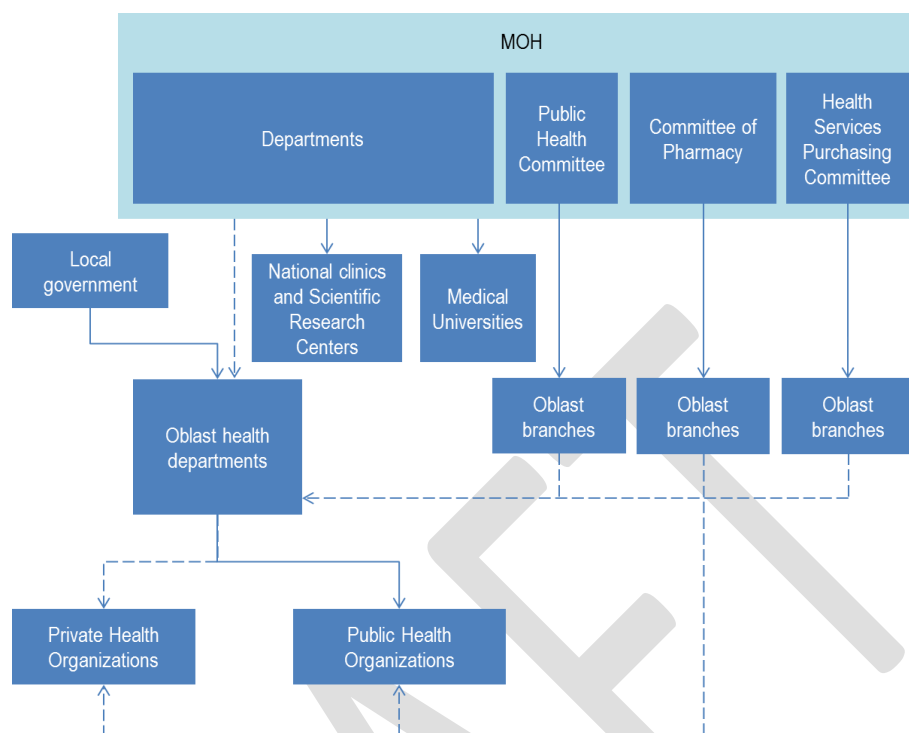 MOH
Departments
Public
Health
Committee
Committee of
Pharmacy
Health
Services
Purchasing
Committee
Local
government
National clinics
and Scientific
Research
Centers
Medical
Universities
Oblast health
departments
Oblast
branches
Oblast
branches
Oblast
branches
Private Health
Organizations
Public Health
Organizations